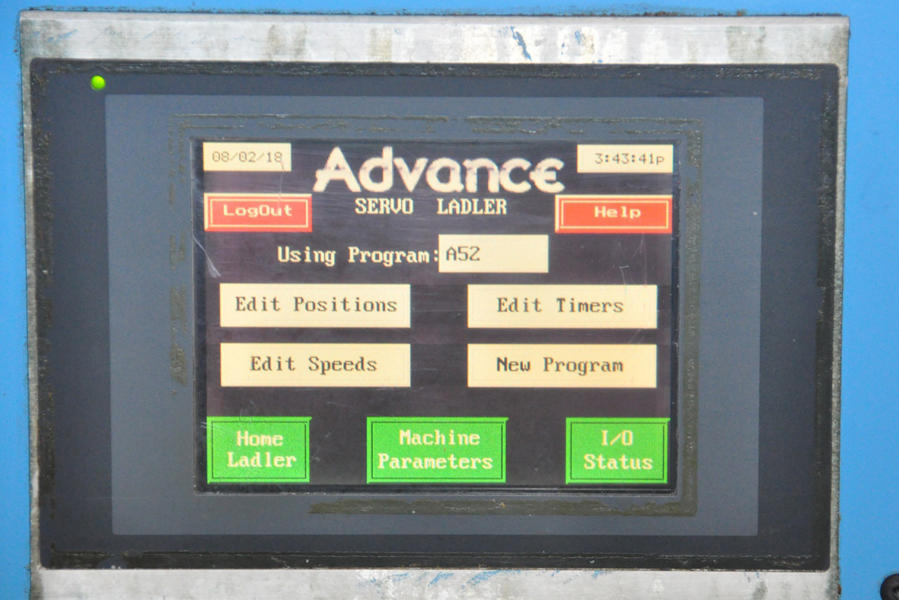 08/02/18
Advance
3:43:41p
LogOut
SERVO LADLER
Help
Using Program: A52
Edit Positions
Edit Timers
Edit Speeds
New Program
Home
Ladler
Machine
Parameters
I/O
Status